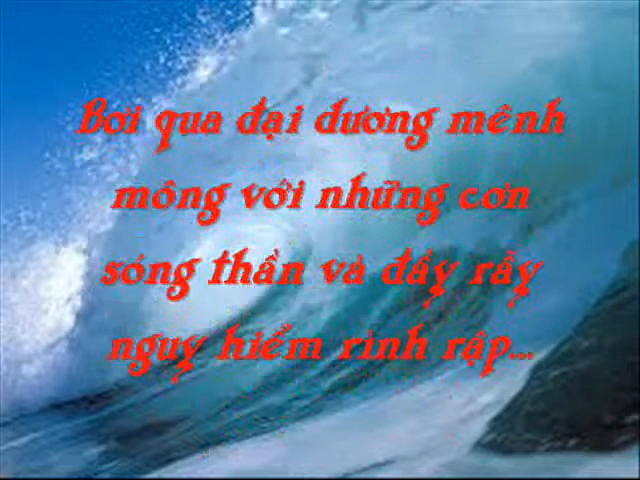 Bơi qua đại dương mênh
mông với những cơn
sóng thần và đầy rẫy
nguy hiểm rình rập...